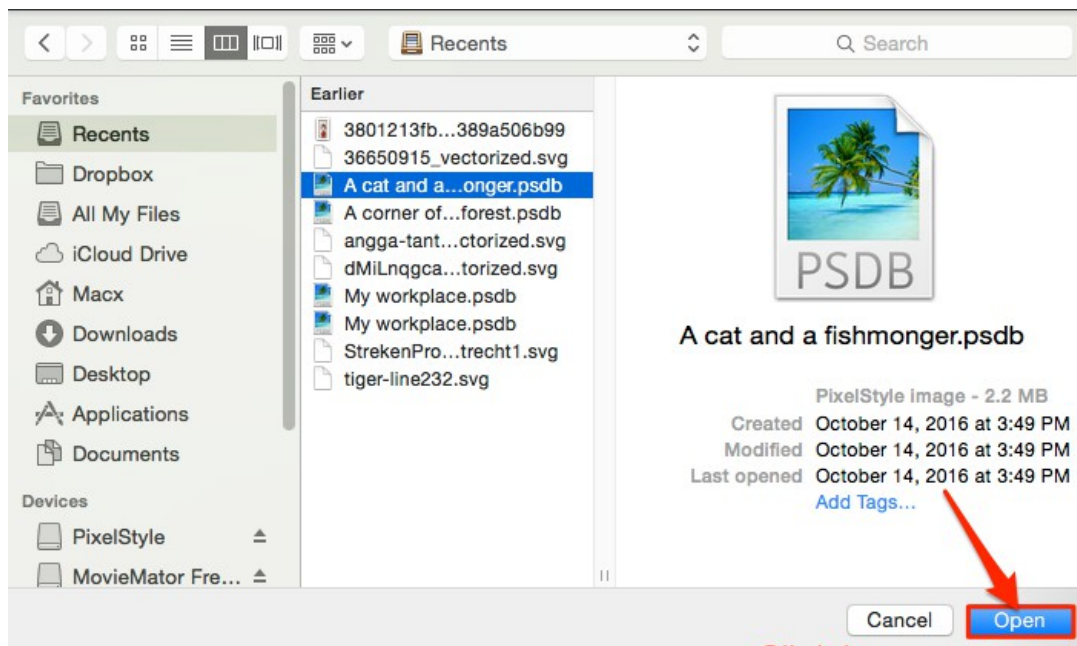 Recents
Search
Favorites
Recents
Dropbox
All My Files
iCloud Drive
Macx
Downloads
Desktop
Applications
Documents
Devices
PixelStyle
MovieMator Fre...
Earlier
3801213fb...389a506b99
36650915_vectorized.svg
A cat and a...onger.psdb
A corner of...forest.psdb
angga-tant...ctorized.svg
dMiLnqgca...torized.svg
My workplace.psdb
My workplace.psdb
StrekenPro...trecht1.svg
tiger-line232.svg
PSDB
A cat and a fishmonger.psdb
PixelStyle image - 2.2 MB
Created October 14, 2016 at 3:49 PM
Modified October 14, 2016 at 3:49 PM
Last opened October 14, 2016 at 3:49 PM
Add Tags...
Cancel Open